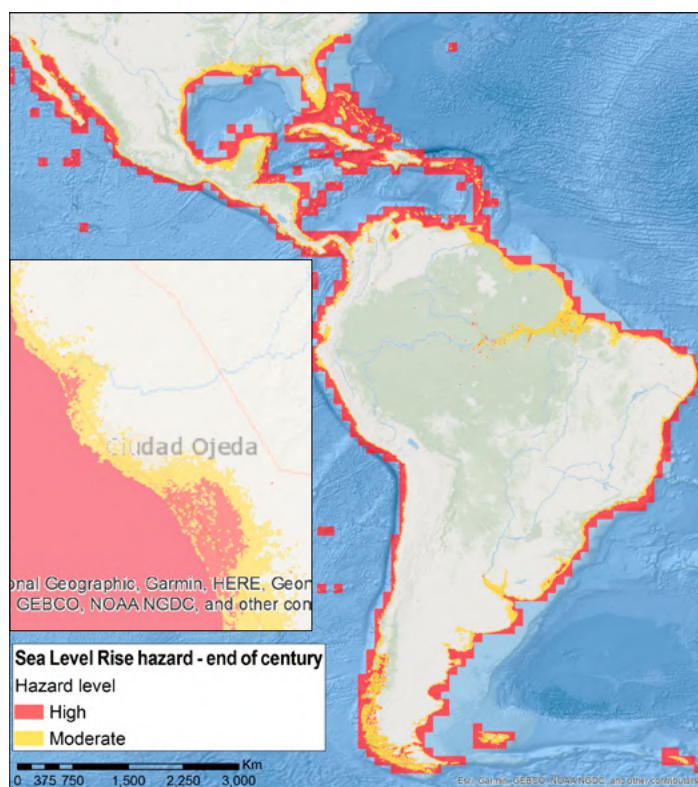 Ciudad Ojeda
onal Geographic, Garmin, HERE, Geon
GEBCO, NOAA NGDC, and other con
Sea Level Rise hazard - end of century
Hazard level
High
Moderate
Km
0 375 750 1,500 2,250 3,000
Esri, Garmin, GEBCO, NOAA NGDC, and other contributors